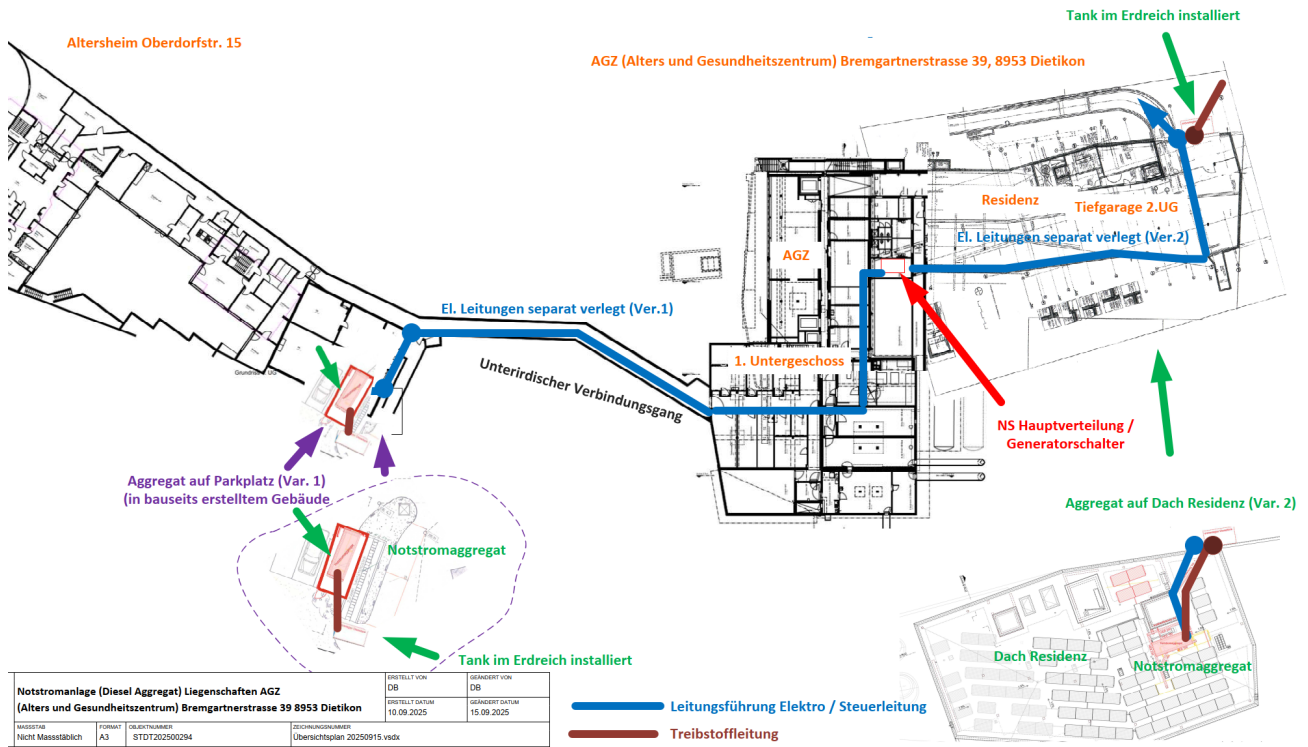 Tank im Erdreich installiert
Altersheim Oberdorfstr. 15
AGZ (Alters und Gesundheitszentrum) Bremgartnerstrasse 39, 8953 Dietikon
Residenz
Tiefgarage 2.UG
El. Leitungen separat verlegt (Ver.2)
AGZ
El. Leitungen separat verlegt (Ver.1)
1. Untergeschoss
Unterirdischer Verbindungsgang
NS Hauptverteilung /
Generatorschalter
Aggregat auf Parkplatz (Var. 1)
(in bauseits erstelltem Gebäude
Aggregat auf Dach Residenz (Var. 2)
Notstromaggregat
Tank im Erdreich installiert
Dach Residenz
Notstromaggregat
Notstromanlage (Diesel Aggregat) Liegenschaften AGZ
(Alters und Gesundheitszentrum) Bremgartnerstrasse 39 8953 Dietikon
ERSTELLT VON
DB
GEÄNDERT VON
DB
ERSTELLT DATUM
10.09.2025
GEÄNDERT DATUM
15.09.2025
MASSSTAB
Nicht Massstäblich
FORMAT
A3
OBJEKTNUMMER
STDT202500294
ZEICHNUNGSNUMMER
Übersichtsplan 20250915.vsdx
Leitungsführung Elektro / Steuerleitung
Treibstoffleitung